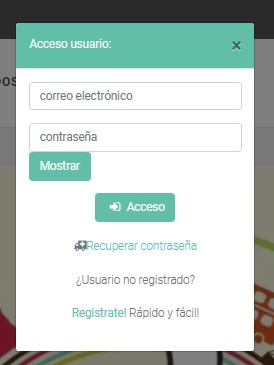 Acceso usuario:
×
correo electrónico
contraseña
Mostrar
Acceso
Recuperar contraseña
¿Usuario no registrado?
Registrate! Rápido y fácil!